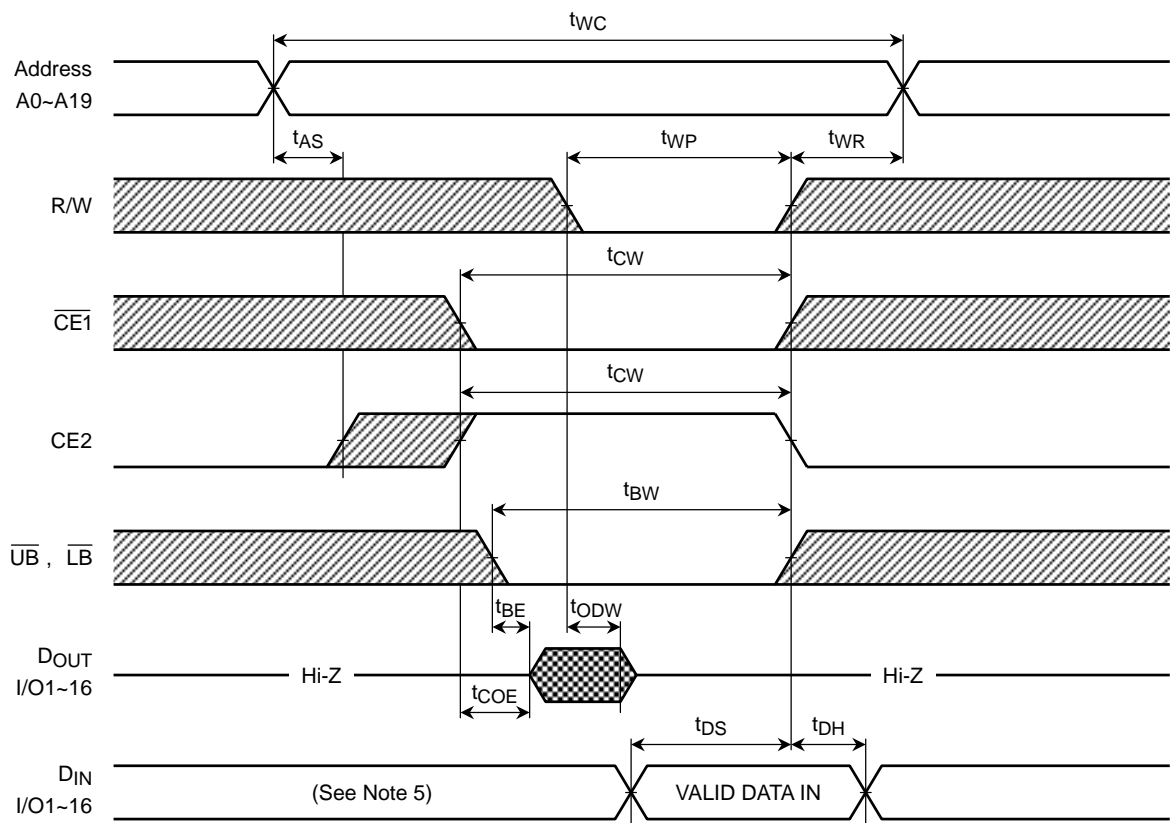 tWC
Address
A0~A19
tAS
tWP
tWR
R/W
tCW
CE1
tCW
CE2
tBW
UB , LB
tBE
tODW
DOUT
I/O1~16
Hi-Z
Hi-Z
tCOE
tDS
tDH
DIN
I/O1~16
(See Note 5)
VALID DATA IN